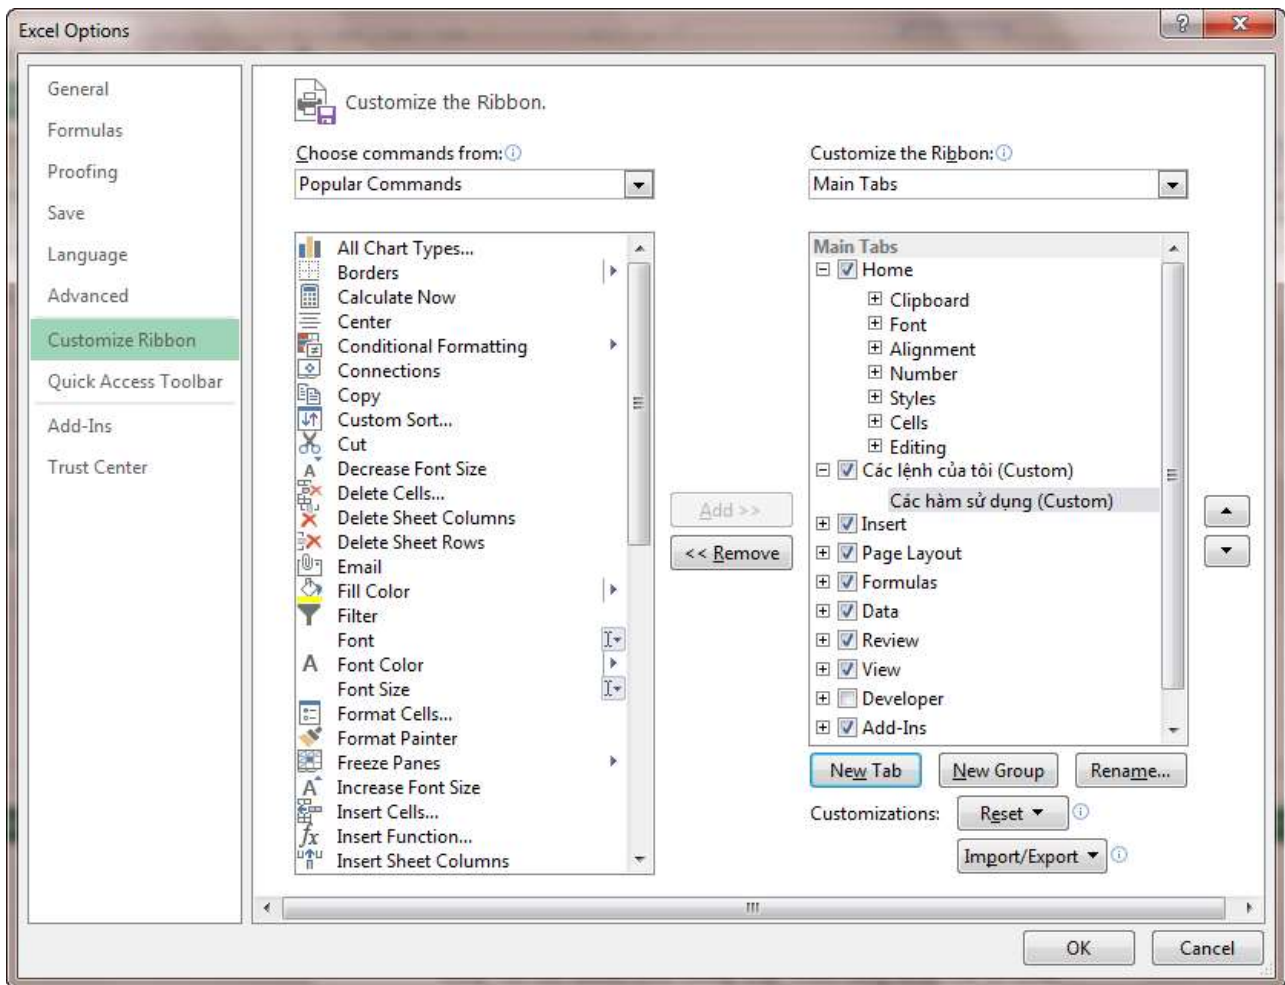 Excel Options
General
Formulas
Proofing
Save
Language
Advanced
Customize Ribbon
Quick Access Toolbar
Add-Ins
Trust Center
Customize the Ribbon.
Choose commands from:
Popular Commands
All Chart Types...
Borders
Calculate Now
Center
Conditional Formatting
Connections
Copy
Custom Sort...
Cut
Decrease Font Size
Delete Cells...
Delete Sheet Columns
Delete Sheet Rows
Email
Fill Color
Filter
Font
Font Color
Font Size
Format Cells...
Format Painter
Freeze Panes
Increase Font Size
Insert Cells...
Insert Function...
Insert Sheet Columns
Add >>
<< Remove
Customize the Ribbon:
Main Tabs
Main Tabs
Home
Clipboard
Font
Alignment
Number
Styles
Cells
Editing
Các lệnh của tôi (Custom)
Các hàm sử dụng (Custom)
Insert
Page Layout
Formulas
Data
Review
View
Developer
Add-Ins
New Tab
New Group
Rename...
Customizations:
Reset
Import/Export
OK
Cancel